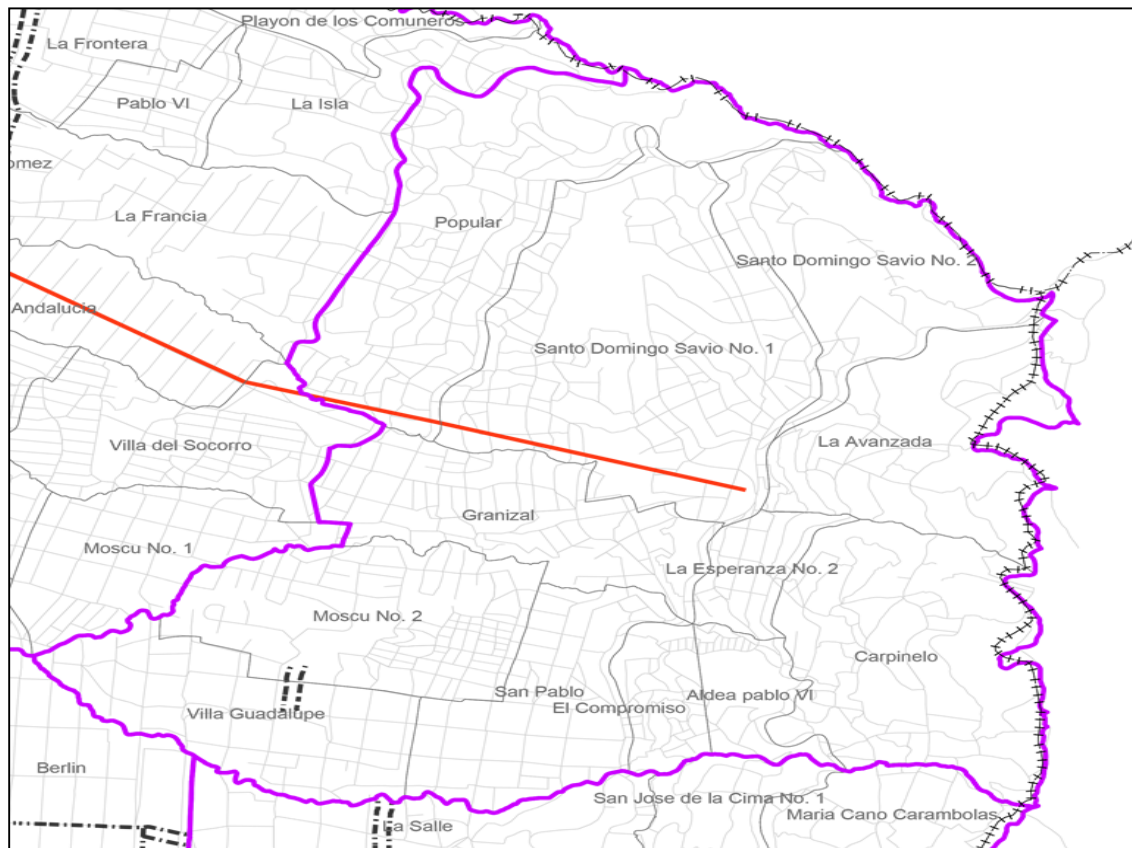 Playon de los Comuneros
La Frontera
Pablo VI
La Isla
omez
La Francia
Popular
Santo Domingo Savio No. 2
Andalucia
Santo Domingo Savio No. 1
Villa del Socorro
La Avanzada
Granizal
Moscu No. 1
La Esperanza No. 2
Moscu No. 2
Carpinelo
San Pablo
Aldea pablo VI
El Compromiso
Villa Guadalupe
Berlin
San Jose de la Cima No. 1
Maria Cano Carambolas
La Salle